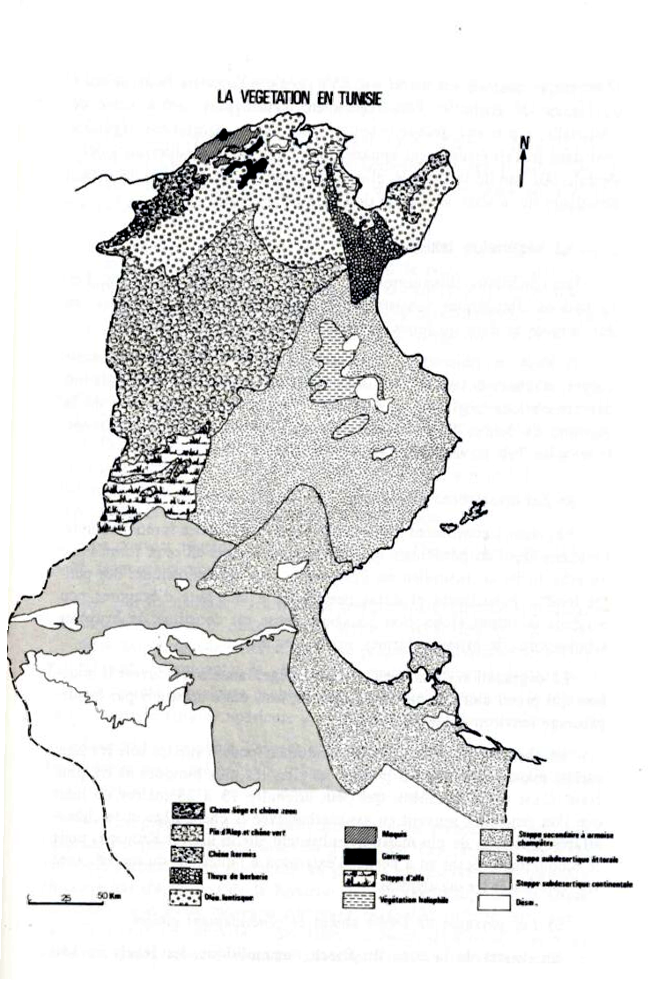 LA VEGETATION EN TUNISIE
N
Chene liège et chêne zeen
Pin d'Alep et chêne vert
Chêne kermès
Thuya de berberie
Oléo. lentisque
Maquis
Garrigue
Steppe d'alfa
Végétation halophile
Steppe secondaire à armoise
champêtre
Steppe subdésertique littorale
Steppe subdésertique continentale
Désert.
0 25 50 Km